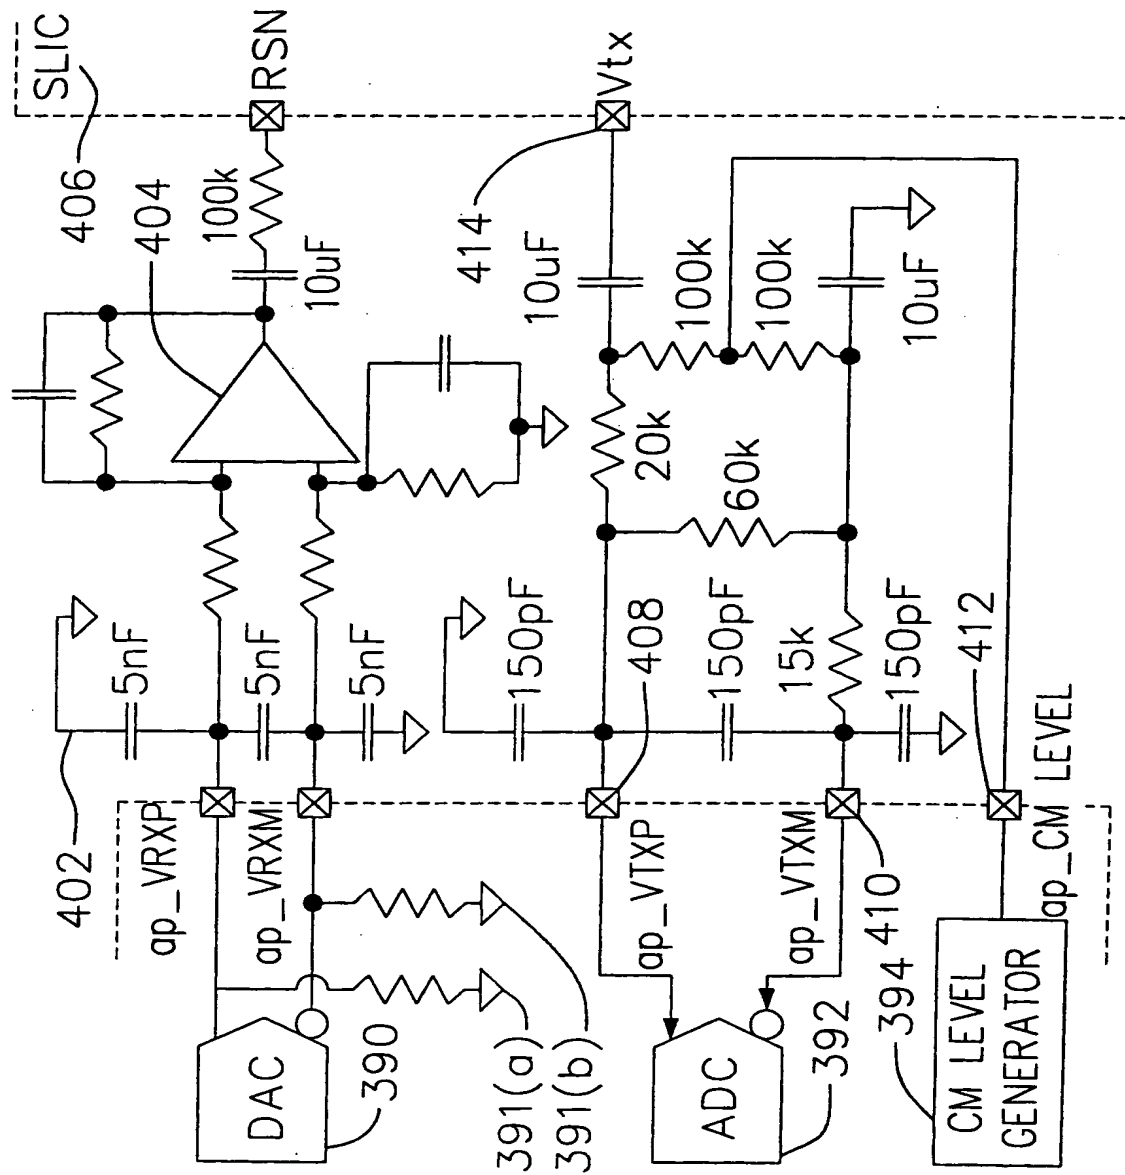 SLIC
406
RSN
404
100k
10uF
402
5nF
5nF
5nF
ap_VRXP
ap_VRXM
DAC
390
391(a)
391(b)
Vtx
414
10uF
100k
100k
10uF
20k
60k
15k
150pF
150pF
150pF
408
ap_VTXP
ap_VTXM
410
ADC
392
412
ap_CM LEVEL
394
CM LEVEL
GENERATOR